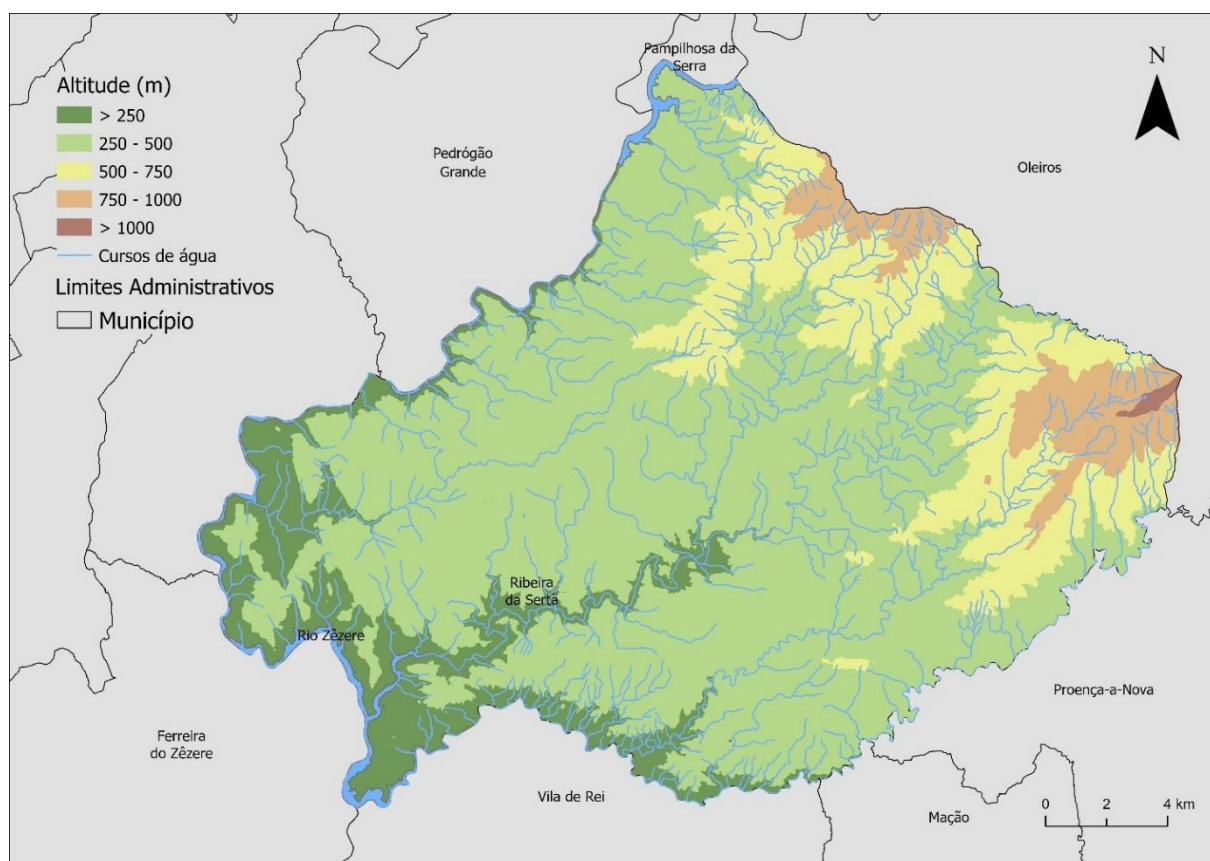 Altitude (m)
> 250
250 - 500
500 - 750
750 - 1000
> 1000
Cursos de água
Limites Administrativos
Município
Pampilhosa da
Serra
N
Pedrógão
Grande
Oleiros
Ribeira
da Sertã
Rio Zêzere
Proença-a-Nova
Ferreira
do Zêzere
Vila de Rei
Mação
0 2 4 km